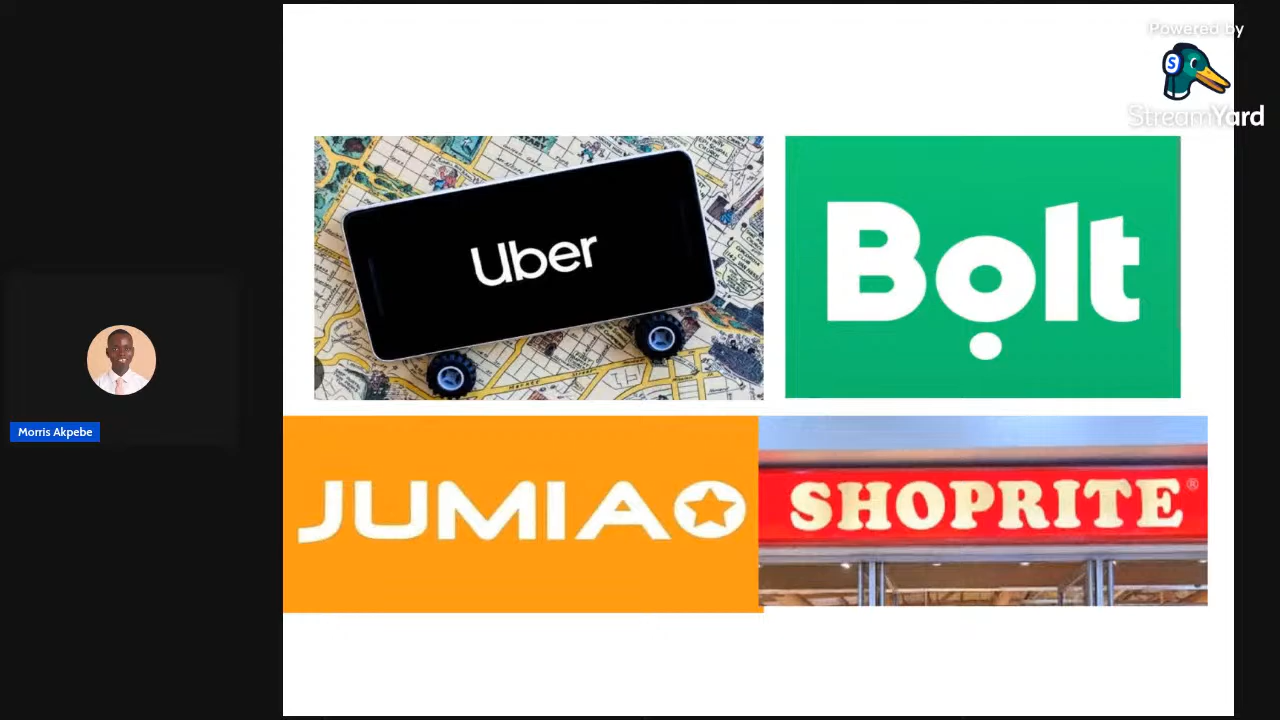 Powered by
StreamYard
Uber
Bolt
JUMIA
SHOPRITE®
Morris Akpebe